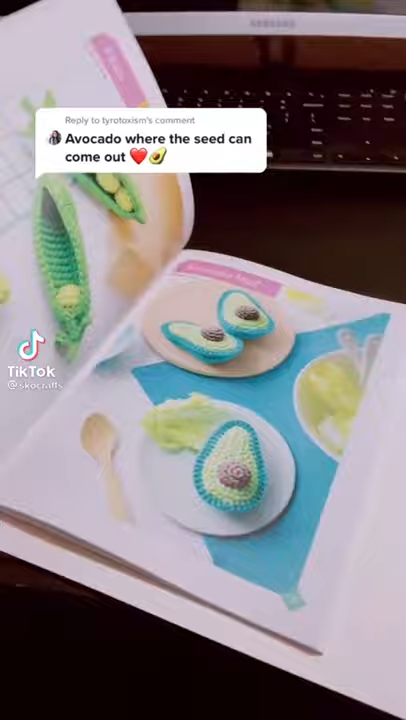 SAMSUNG
Reply to tyrotoxism's comment
Avocado where the seed can
come out ❤️🥑
TikTok
@skocrafts